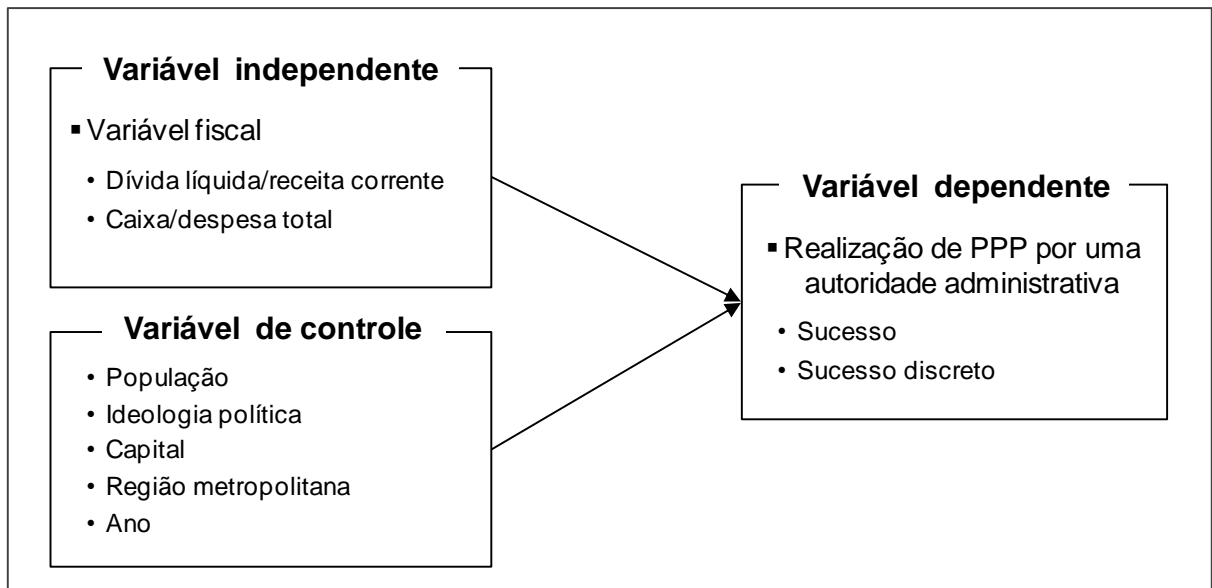 Variável independente
▪ Variável fiscal
• Dívida líquida/receita corrente
• Caixa/despesa total
Variável de controle
• População
• Ideologia política
• Capital
• Região metropolitana
• Ano
Variável dependente
▪ Realização de PPP por uma
autoridade administrativa
• Sucesso
• Sucesso discreto